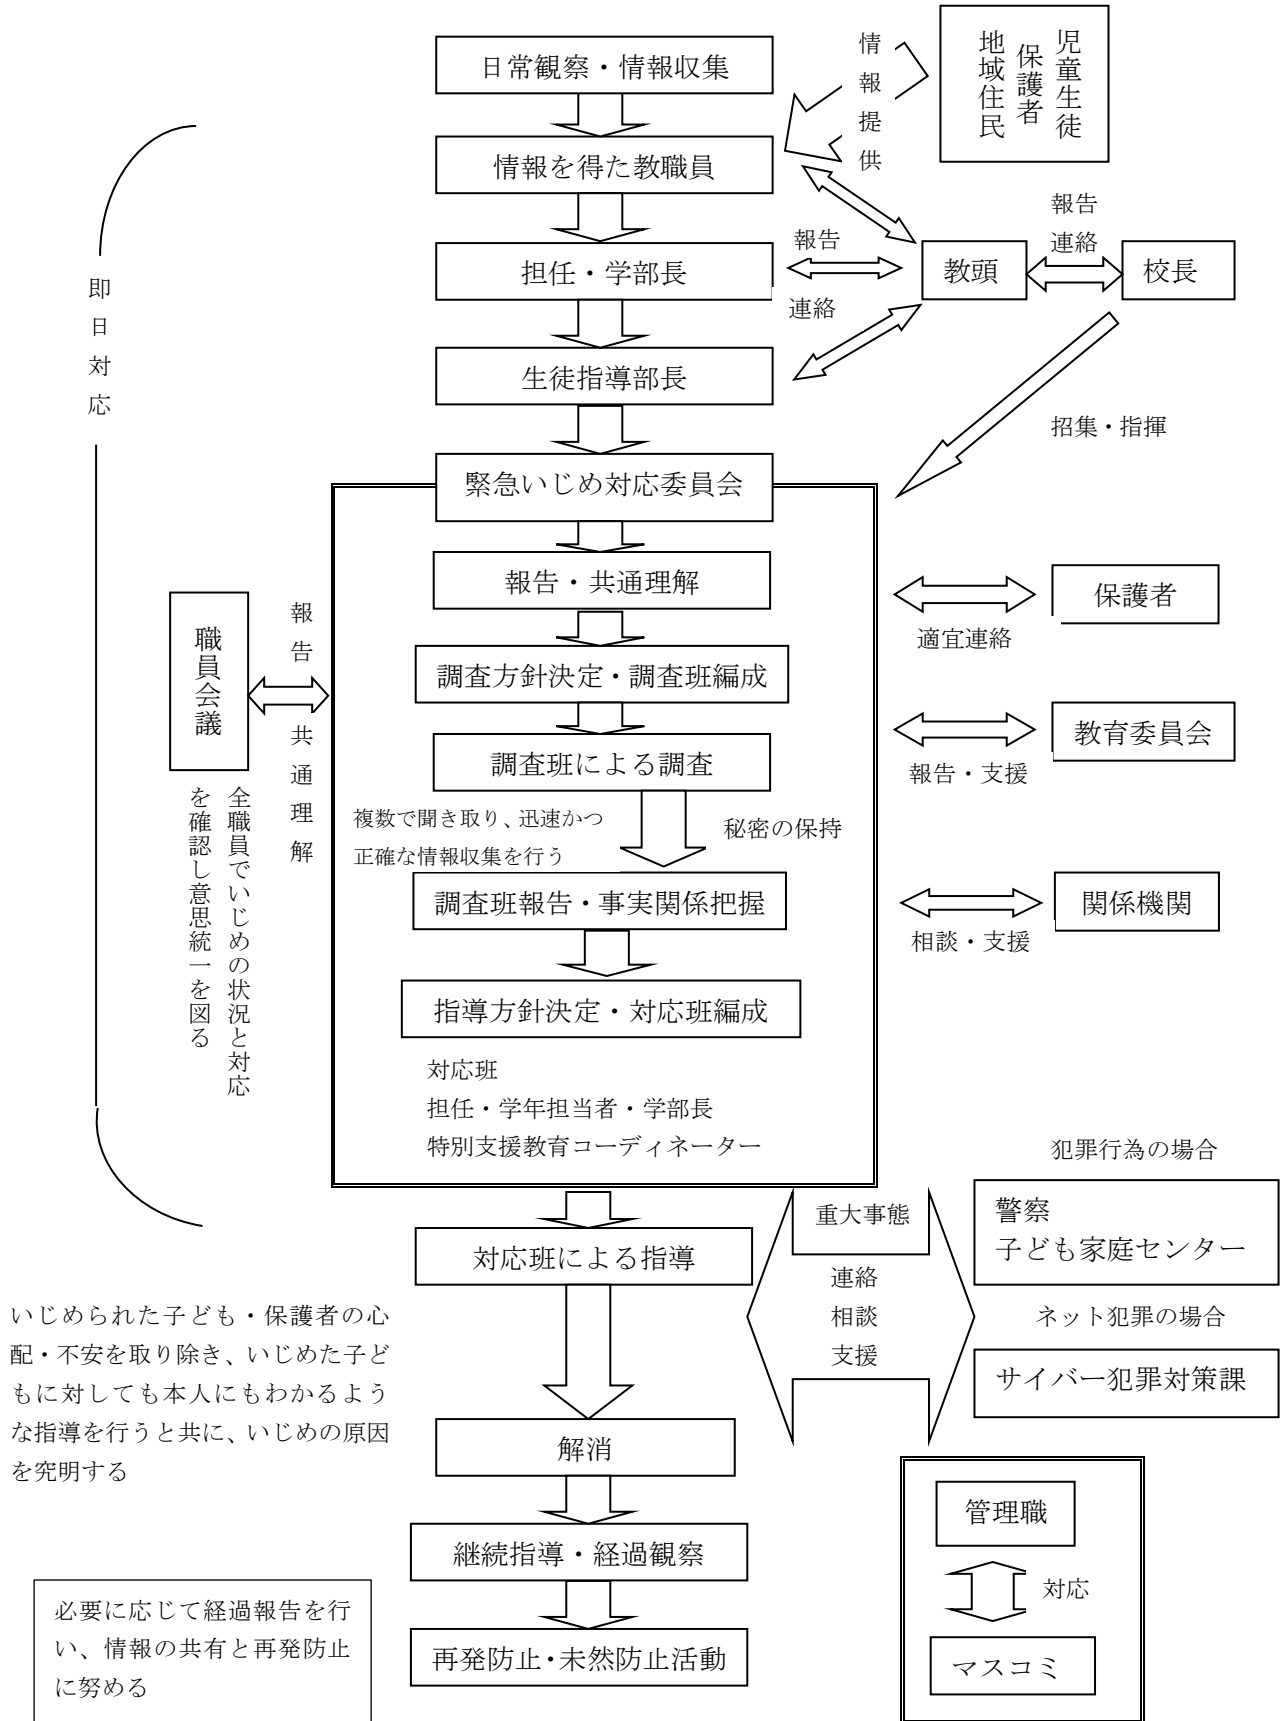 日常観察・情報収集
情報提供
児童生徒
保護者
地域住民
情報を得た教職員
報告
連絡
報告
担任・学部長
教頭
校長
連絡
即日対応
生徒指導部長
招集・指揮
緊急いじめ対応委員会
報告・共通理解
保護者
適宜連絡
職員会議
報告 共通理解
調査方針決定・調査班編成
教育委員会
報告・支援
調査班による調査
全職員でいじめの状況と対応
を確認し意思統一を図る
複数で聞き取り、迅速かつ
正確な情報収集を行う
秘密の保持
調査班報告・事実関係把握
関係機関
相談・支援
指導方針決定・対応班編成
対応班
担任・学年担当者・学部長
特別支援教育コーディネーター
犯罪行為の場合
警察
子ども家庭センター
重大事態
対応班による指導
連絡
相談
支援
ネット犯罪の場合
サイバー犯罪対策課
いじめられた子ども・保護者の心
配・不安を取り除き、いじめた子ど
もに対しても本人にもわかるよう
な指導を行うと共に、いじめの原因
を究明する
解消
管理職
継続指導・経過観察
対応
マスコミ
必要に応じて経過報告を行
い、情報の共有と再発防止
に努める
再発防止・未然防止活動